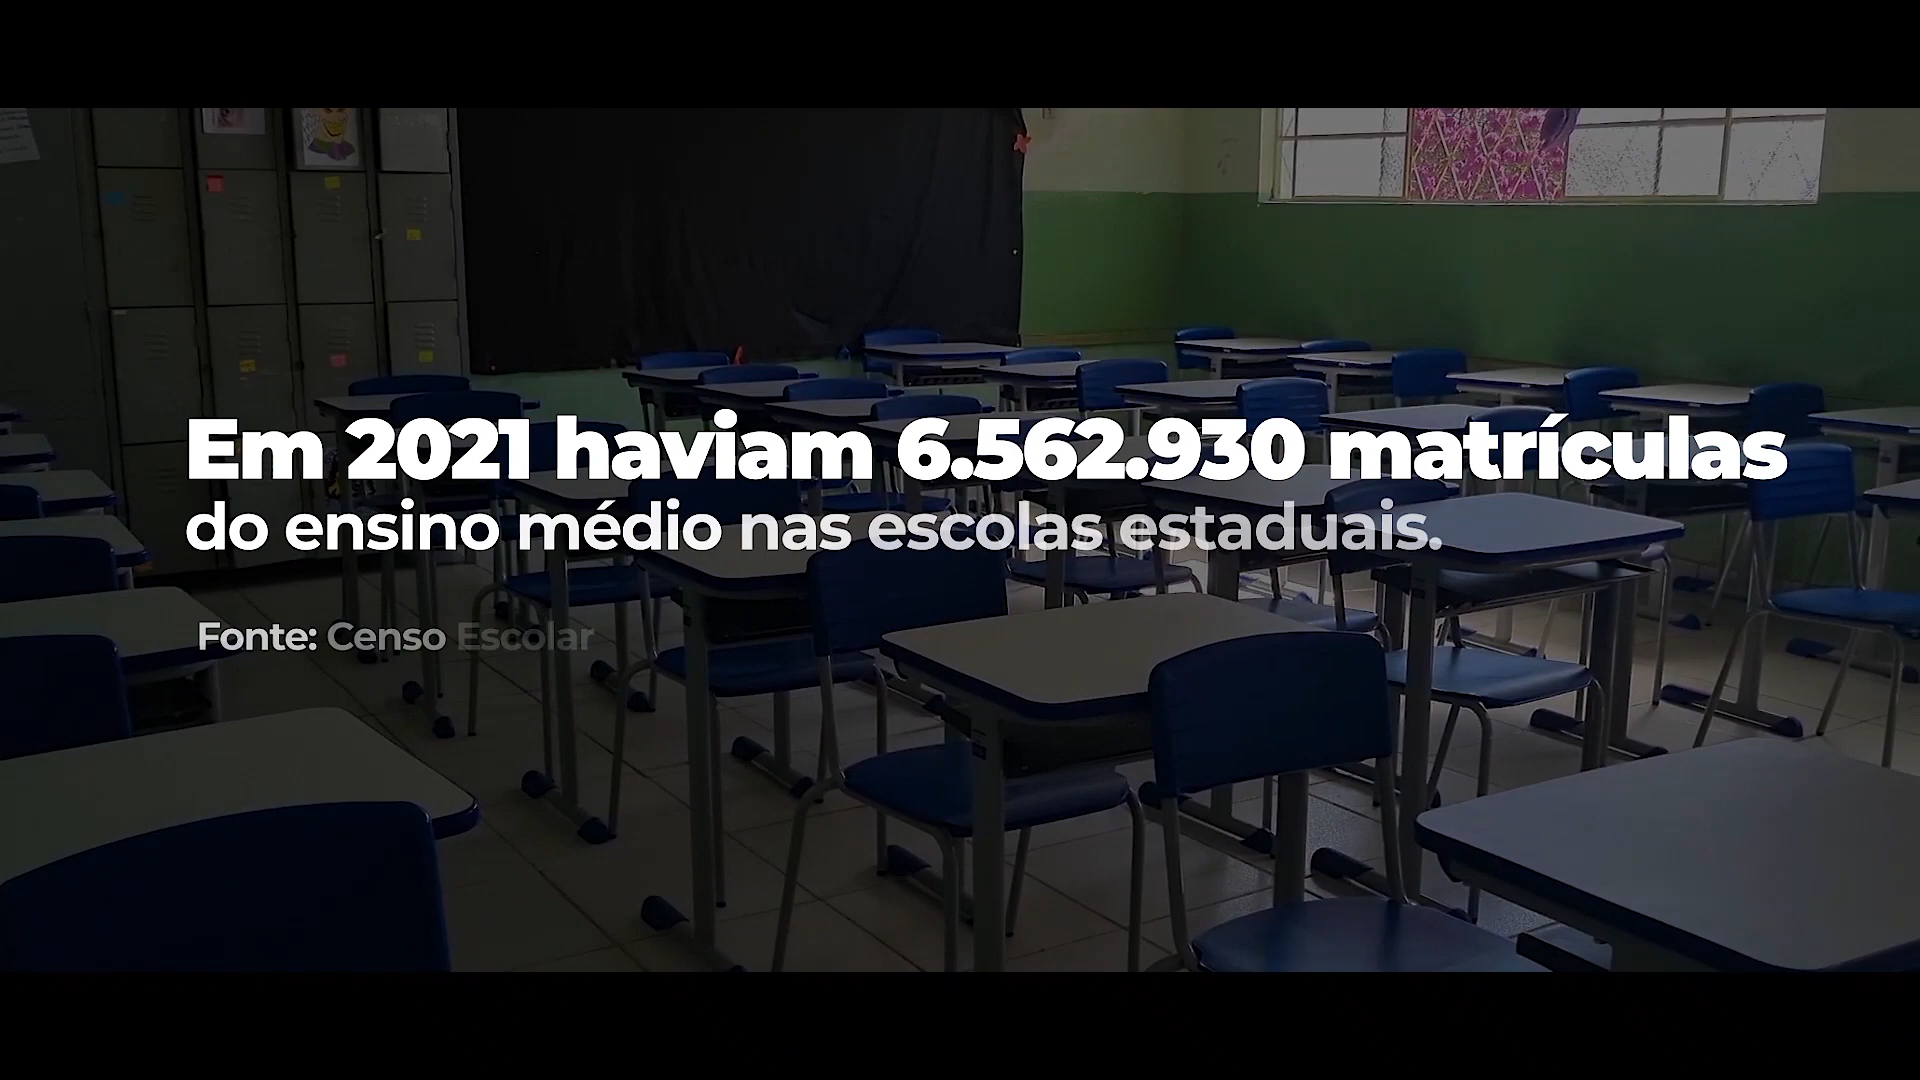 Em 2021 haviam 6.562.930 matrículas
do ensino médio nas escolas estaduais.
Fonte: Censo Escolar